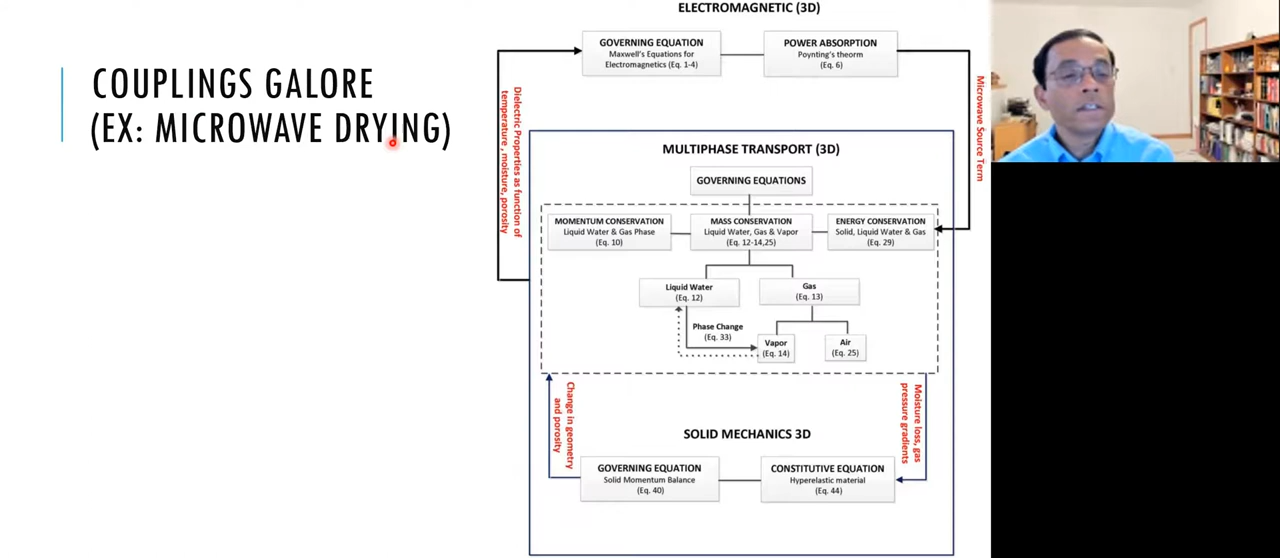 COUPLINGS GALORE
(EX: MICROWAVE DRYING)
ELECTROMAGNETIC (3D)
GOVERNING EQUATION
Maxwell's Equations for
Electromagnetics (Eq. 1-4)
POWER ABSORPTION
Poynting's theorm
(Eq. 6)
Dielectric Properties as function of
temperature , moisture, porosity
Microwave Source Term
MULTIPHASE TRANSPORT (3D)
GOVERNING EQUATIONS
MOMENTUM CONSERVATION
Liquid Water & Gas Phase
(Eq. 10)
MASS CONSERVATION
Liquid Water, Gas & Vapor
(Eq. 12-14,25)
ENERGY CONSERVATION
Solid, Liquid Water & Gas
(Eq. 29)
Liquid Water
(Eq. 12)
Gas
(Eq. 13)
Phase Change
(Eq. 33)
Vapor
(Eq. 14)
Air
(Eq. 25)
Change in geometry
and porosity
Moisture loss, gas
pressure gradients
SOLID MECHANICS 3D
GOVERNING EQUATION
Solid Momentum Balance
(Eq. 40)
CONSTITUTIVE EQUATION
Hyperelastic material
(Eq. 44)